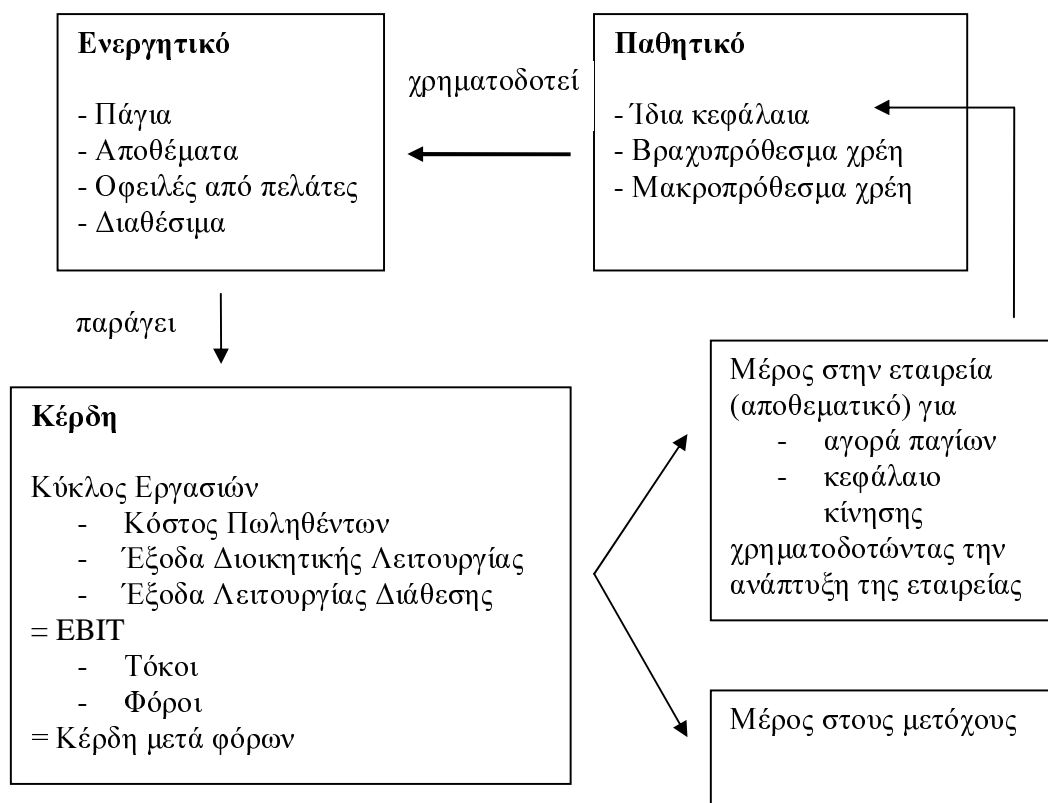 Ενεργητικό
- Πάγια
- Αποθέματα
- Οφειλές από πελάτες
- Διαθέσιμα
χρηματοδοτεί
Παθητικό
- Ίδια κεφάλαια
- Βραχυπρόθεσμα χρέη
- Μακροπρόθεσμα χρέη
παράγει
Κέρδη
Κύκλος Εργασιών
- Κόστος Πωληθέντων
- Έξοδα Διοικητικής Λειτουργίας
- Έξοδα Λειτουργίας Διάθεσης
= EBIT
- Τόκοι
- Φόροι
= Κέρδη μετά φόρων
Μέρος στην εταιρεία
(αποθεματικό) για
- αγορά παγίων
- κεφάλαιο
κίνησης
χρηματοδοτώντας την
ανάπτυξη της εταιρείας
Μέρος στους μετόχους